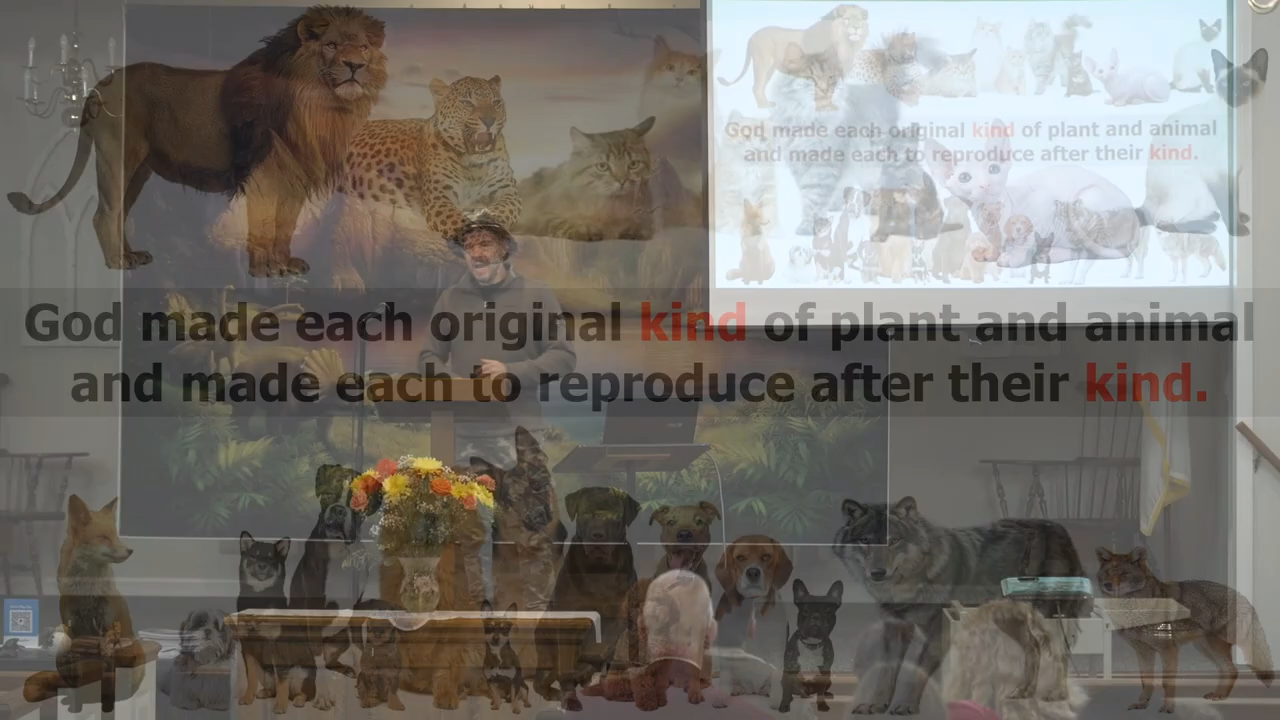 God made each original kind of plant and animal
and made each to reproduce after their kind.
God made each original kind of plant and animal
and made each to reproduce after their kind.